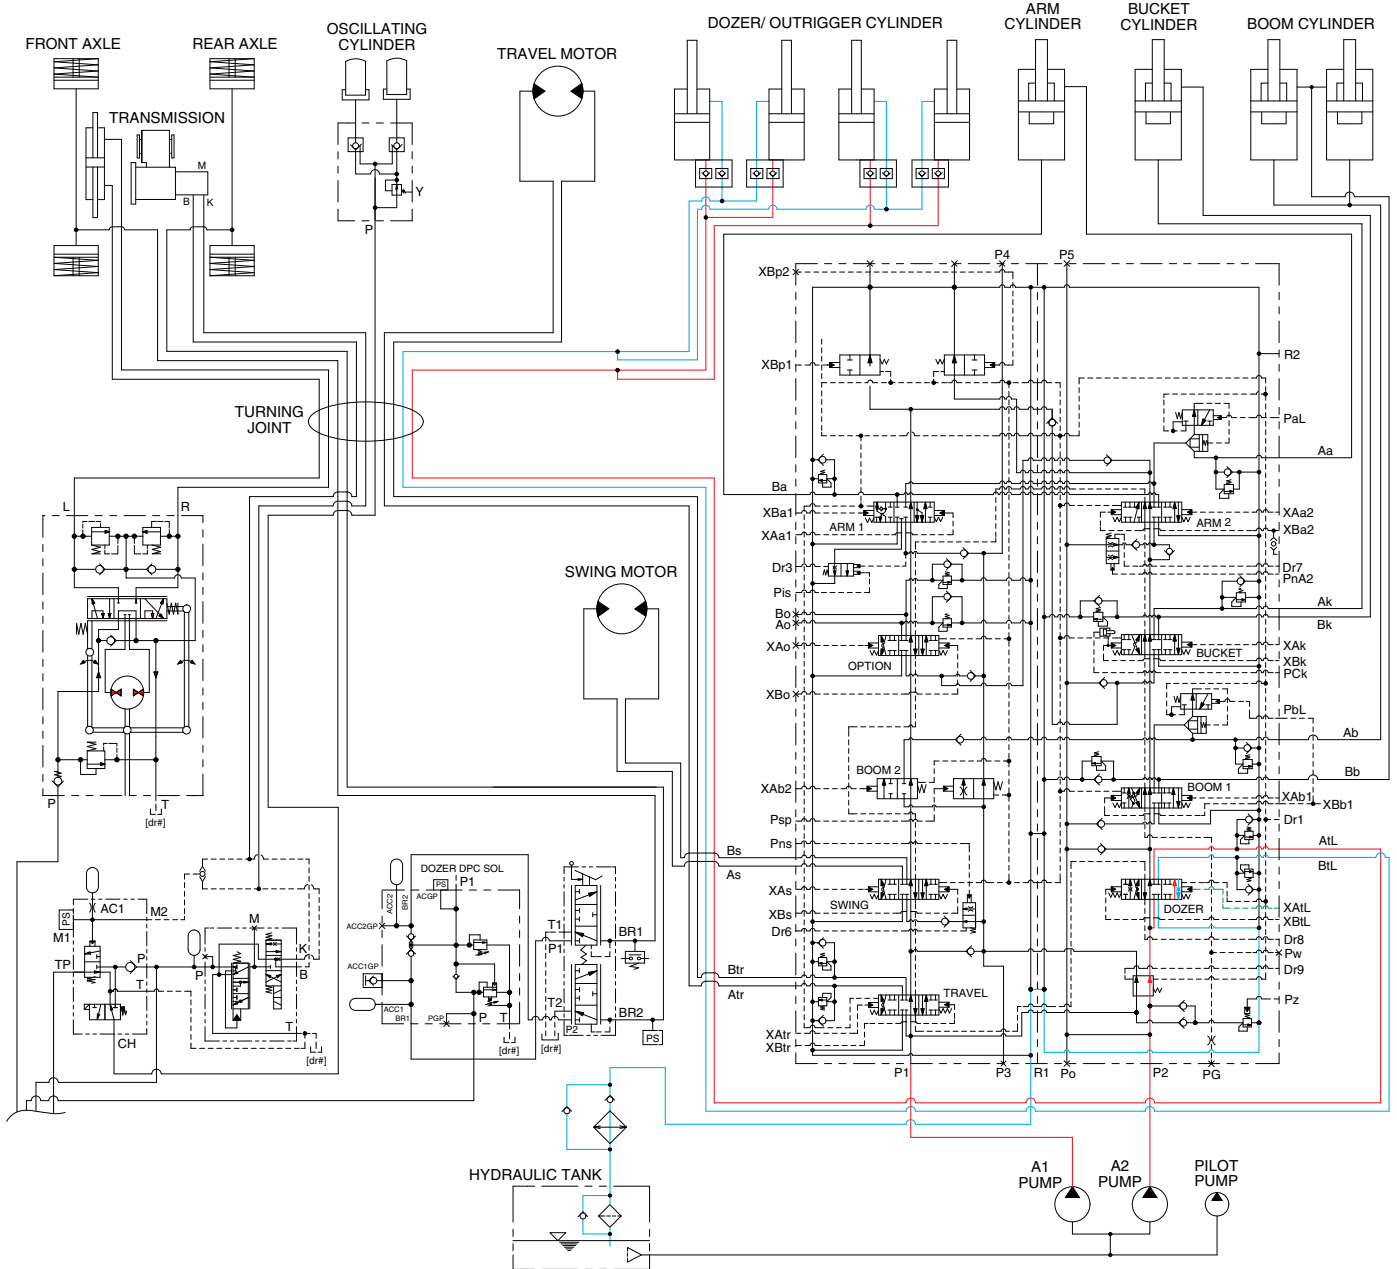 FRONT AXLE
REAR AXLE
OSCILLATING
CYLINDER
TRAVEL MOTOR
DOZER/ OUTRIGGER CYLINDER
ARM
CYLINDER
BUCKET
CYLINDER
BOOM CYLINDER
TRANSMISSION
M
B
K
Y
P
TURNING
JOINT
XBp2
P4
P5
XBp1
R2
PaL
Aa
Ba
XBa1
ARM 1
XAa1
ARM 2
XAa2
XBa2
Dr3
Pis
Dr7
PnA2
Bo
Ao
Ak
Bk
XAo
OPTION
BUCKET
XAk
XBk
PCk
XBo
PbL
Ab
Bb
BOOM 2
XAb2
BOOM 1
XAb1
XBb1
Psp
Dr1
Pns
AtL
BtL
Bs
As
XAs
SWING
XBs
Dr6
DOZER
XAtL
XBtL
Dr8
Pw
Dr9
Btr
Atr
TRAVEL
Pz
XAtr
XBtr
P1
P3
R1
Po
P2
PG
L
R
SWING MOTOR
P
T
[dr#]
PS
AC1
M2
M1
TP
P
T
CH
M
P
K
B
T
[dr#]
DOZER DPC SOL
PS
P1
ACGP
ACC2
BR2
ACC2GP
ACC1GP
ACC1
BR1
PGP
P
T
[dr#]
T1
P1
BR1
T2
P2
BR2
[dr#]
PS
HYDRAULIC TANK
A1
PUMP
A2
PUMP
PILOT
PUMP